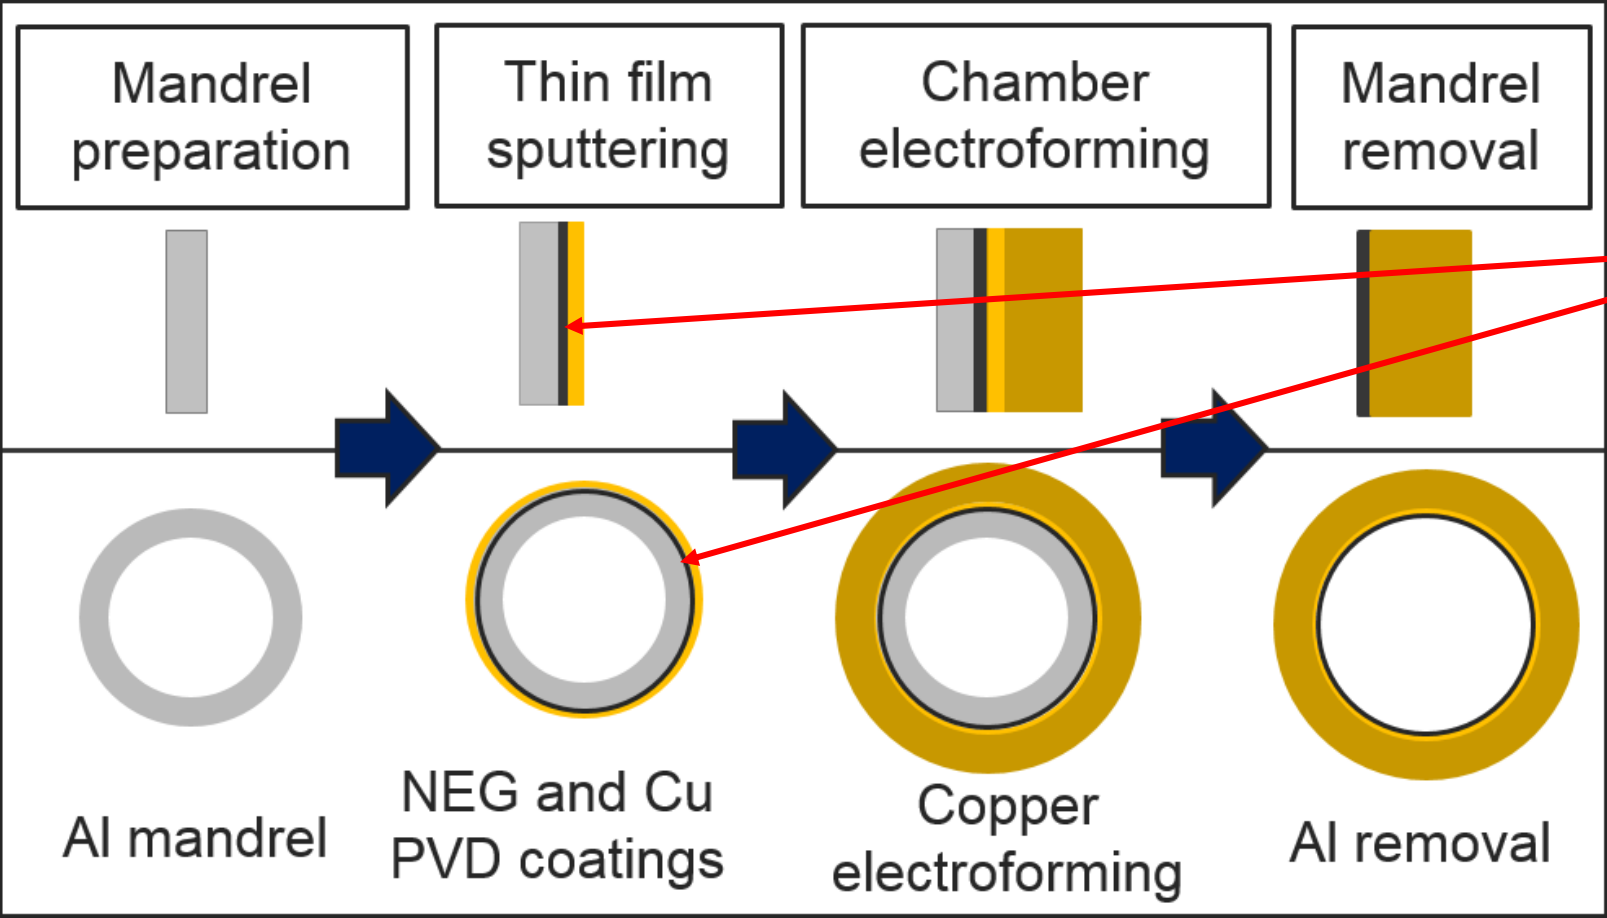 Mandrel
preparation
Thin film
sputtering
Chamber
electroforming
Mandrel
removal
Al mandrel
NEG and Cu
PVD coatings
Copper
electroforming
Al removal